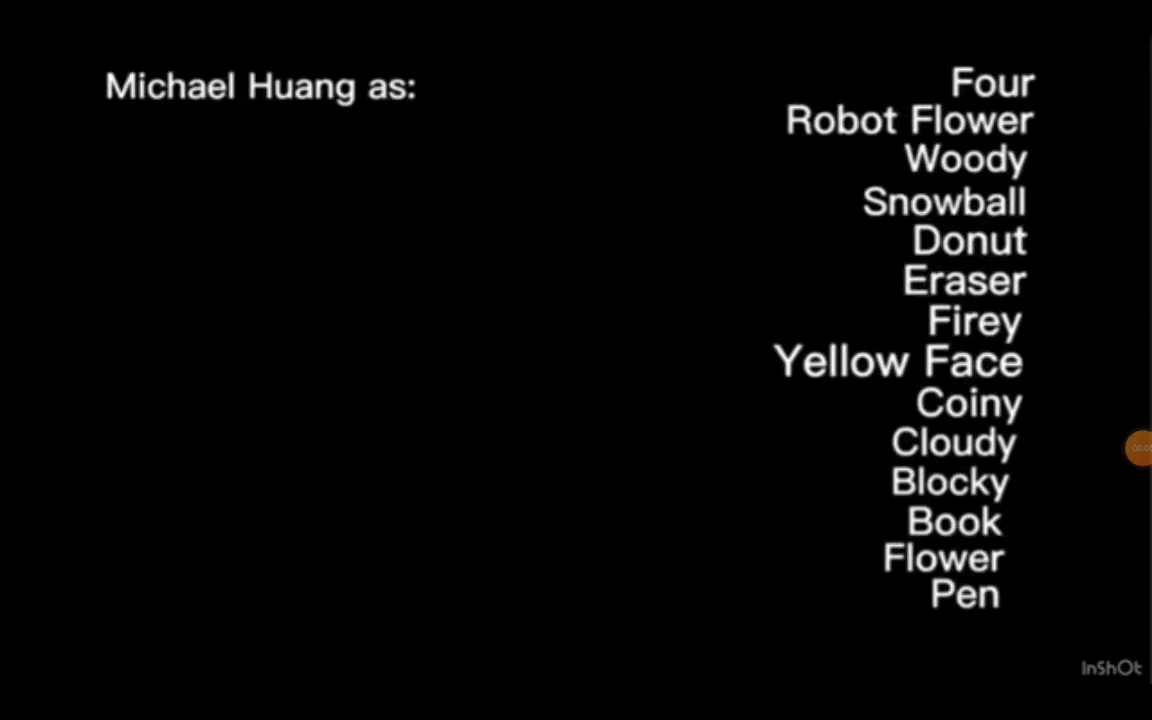 Michael Huang as:
Four
Robot Flower
Woody
Snowball
Donut
Eraser
Firey
Yellow Face
Coiny
Cloudy
Blocky
Book
Flower
Pen
InShOt